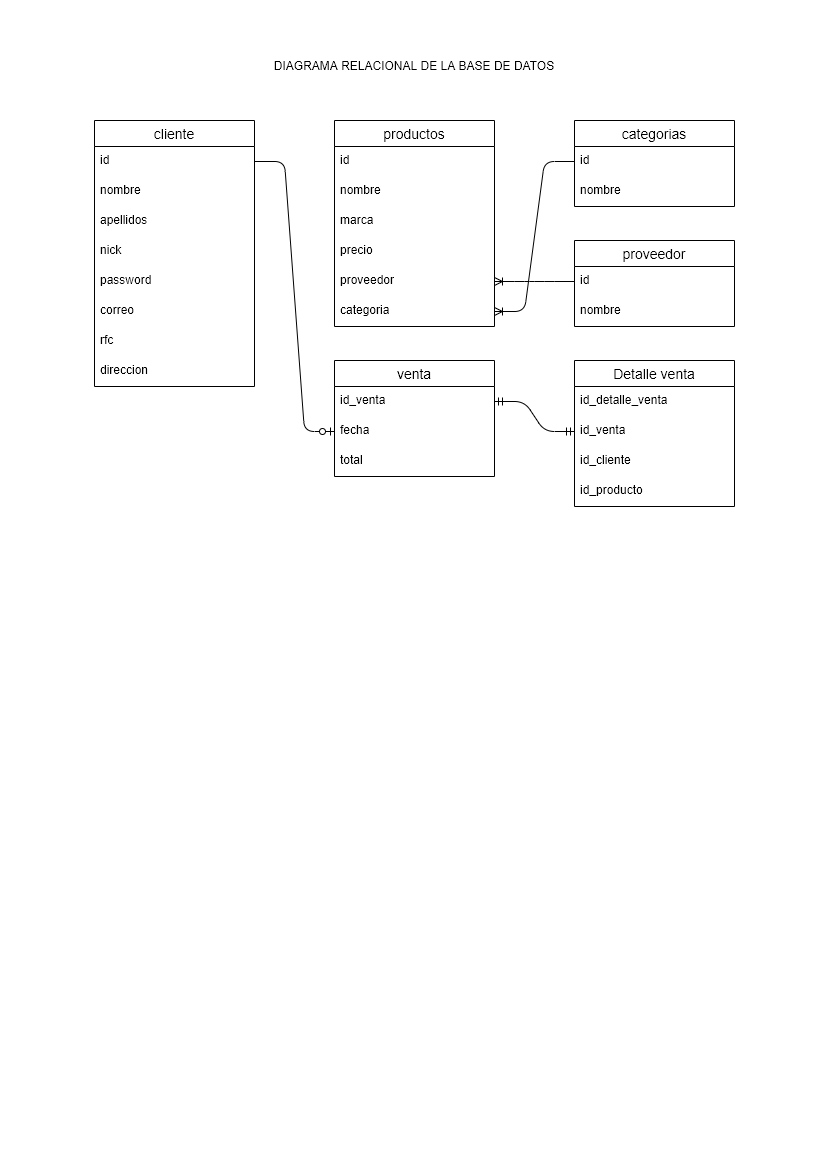 DIAGRAMA RELACIONAL DE LA BASE DE DATOS
cliente
id
nombre
apellidos
nick
password
correo
rfc
direccion
productos
id
nombre
marca
precio
proveedor
categoria
categorias
id
nombre
proveedor
id
nombre
venta
id_venta
fecha
total
Detalle venta
id_detalle_venta
id_venta
id_cliente
id_producto